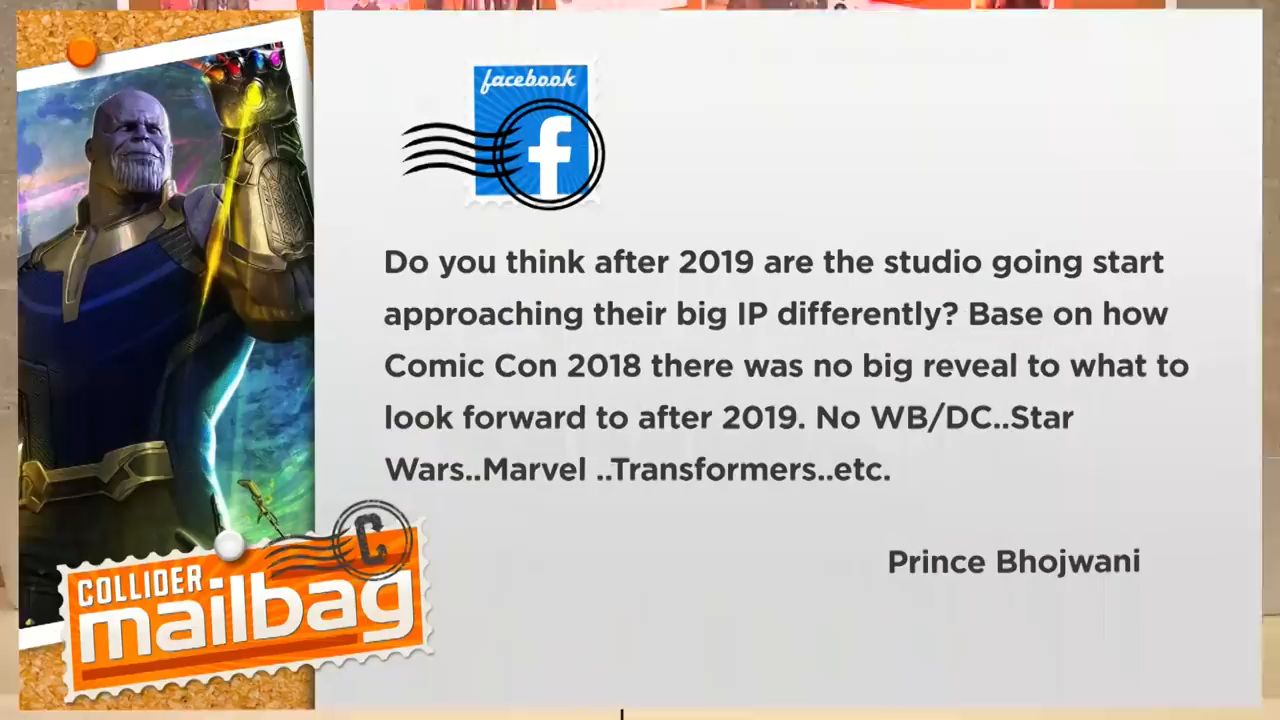 facebook
f
Do you think after 2019 are the studio going start
approaching their big IP differently? Base on how
Comic Con 2018 there was no big reveal to what to
look forward to after 2019. No WB/DC..Star
Wars..Marvel ..Transformers..etc.
Prince Bhojwani
C
COLLIDER
mailbag